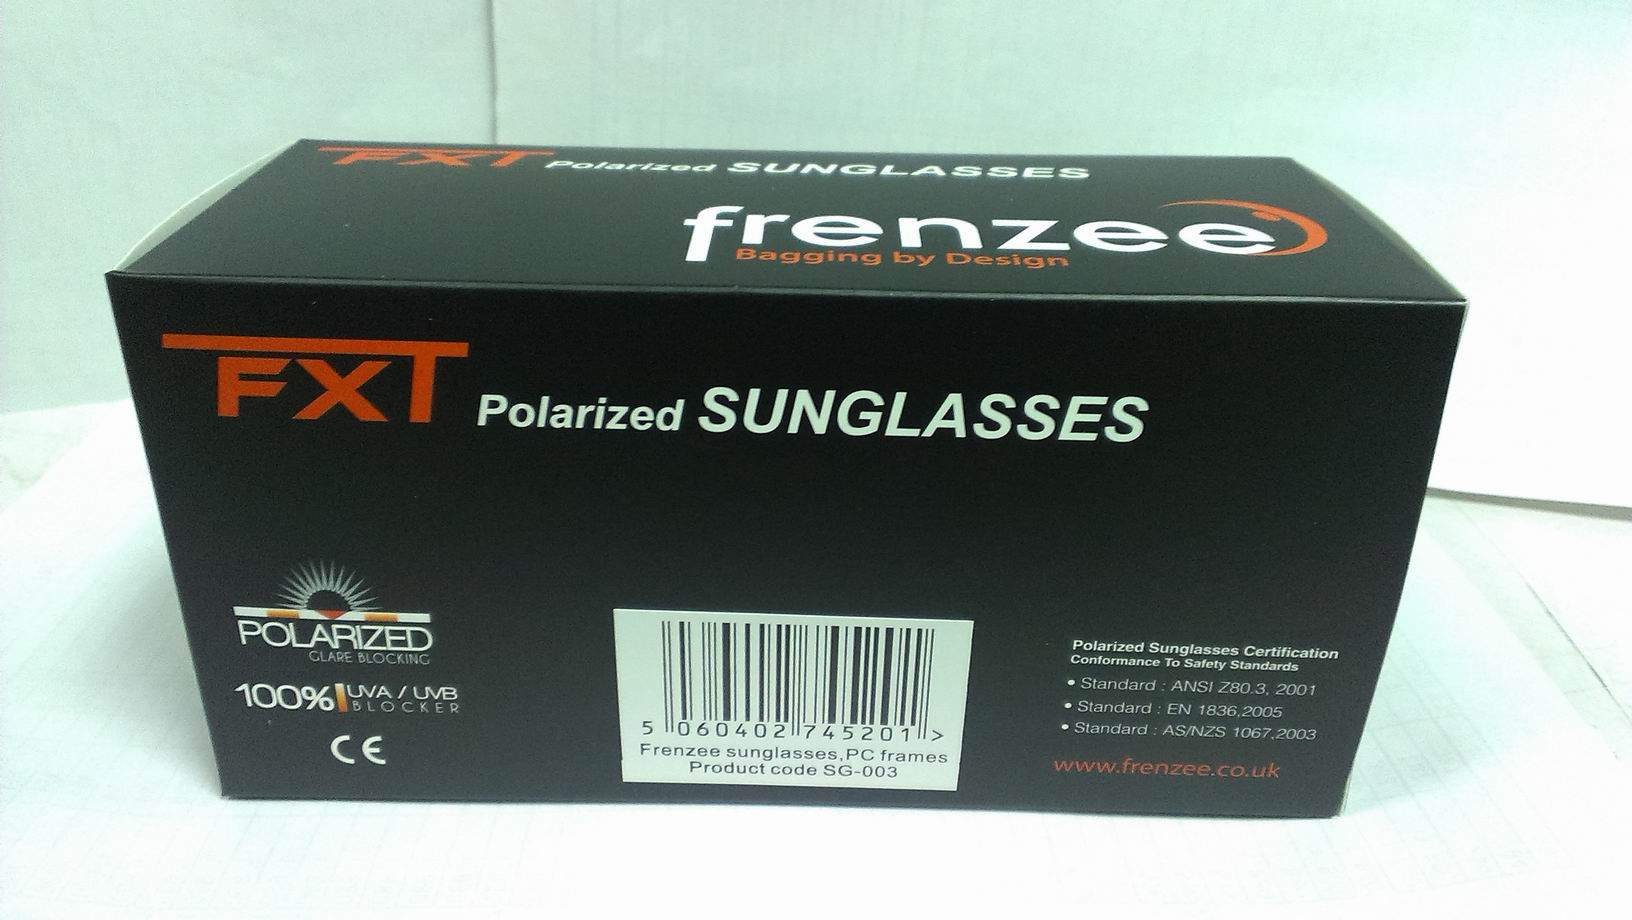 FXT Polarized SUNGLASSES
frenzee
Bagging by Design
FXT Polarized SUNGLASSES
POLARIZED
GLARE BLOCKING
100% UVA / UVB
BLOCKER
CE
5 060402 745201 >
Frenzee sunglasses,PC frames
Product code SG-003
Polarized Sunglasses Certification
Conformance To Safety Standards
• Standard : ANSI Z80.3, 2001
• Standard : EN 1836,2005
• Standard : AS/NZS 1067,2003
www.frenzee.co.uk